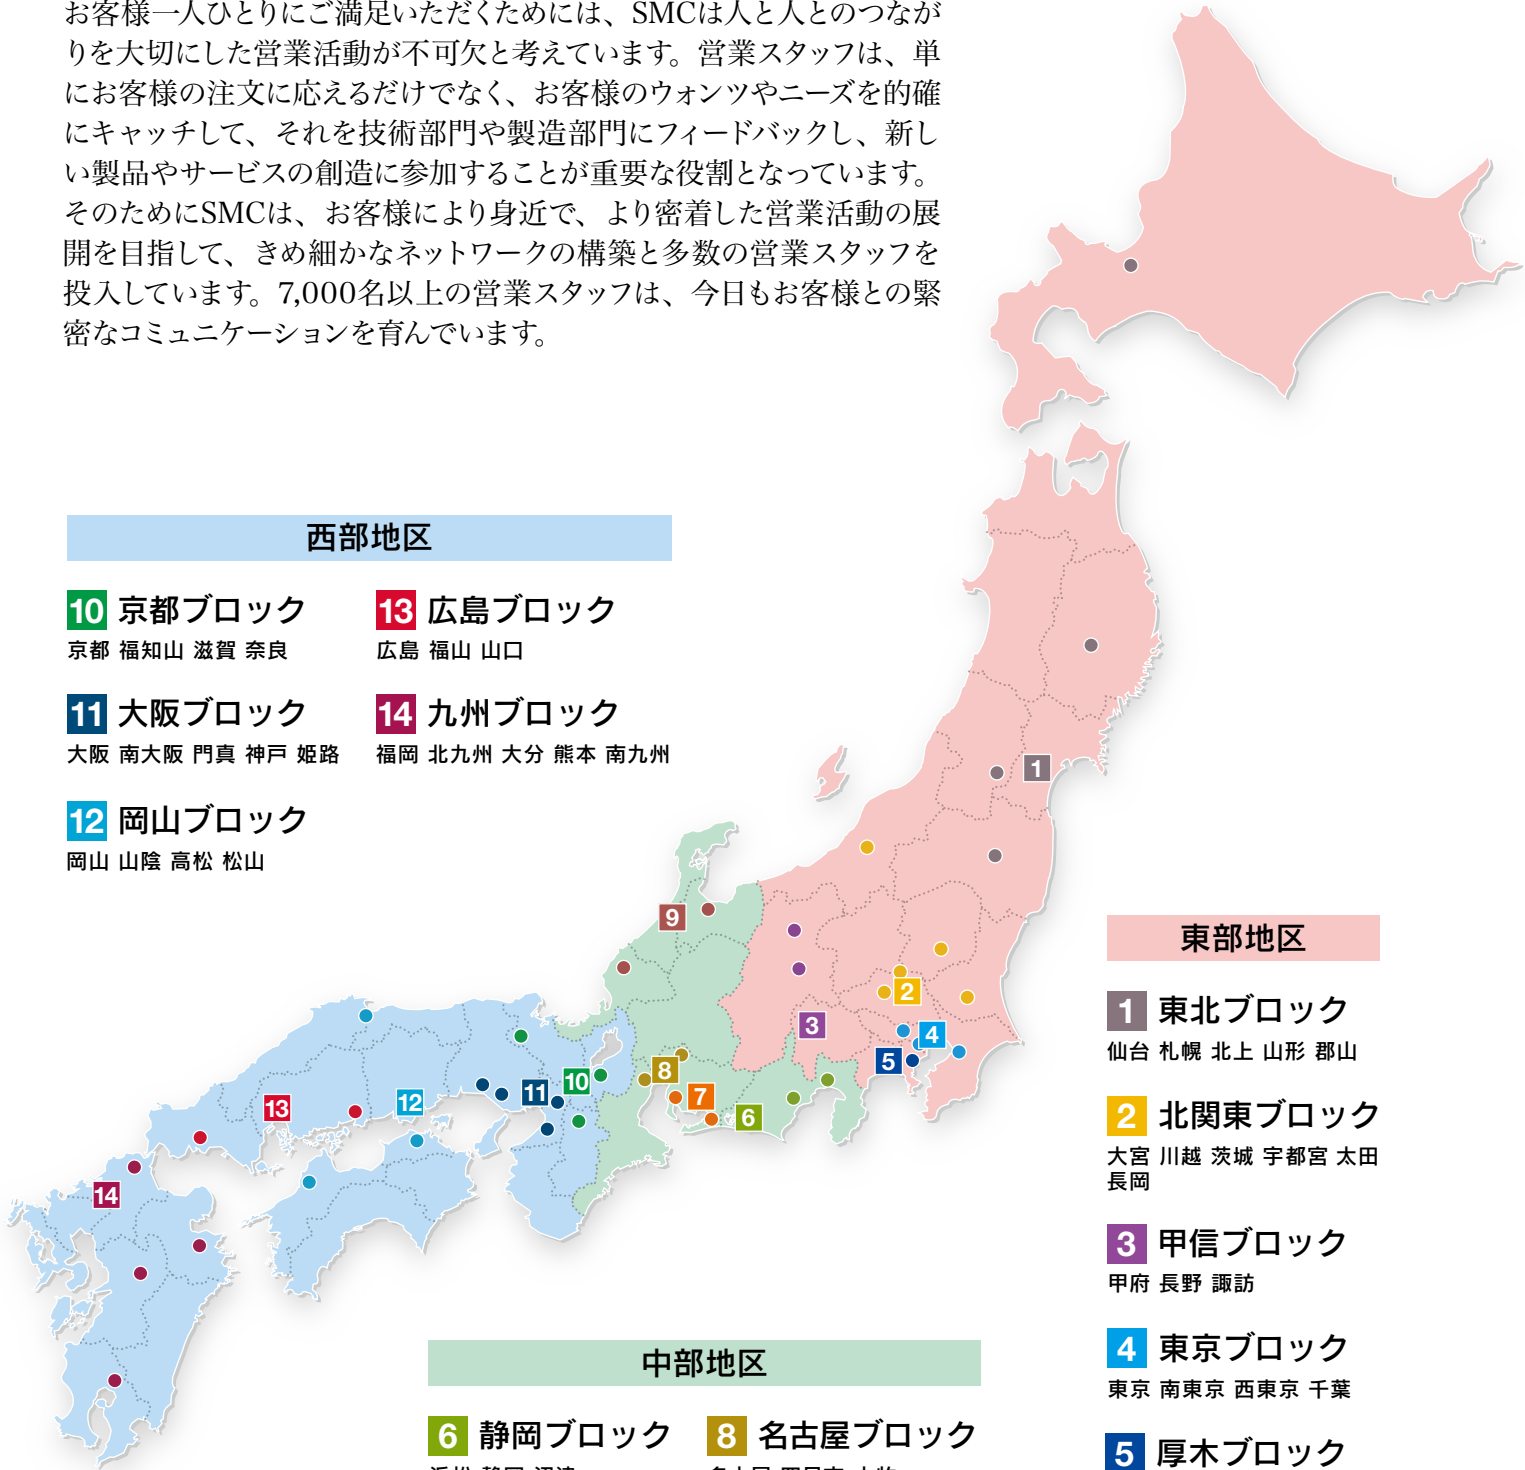 お客様一人ひとりにご満足いただくためには、SMCは人と人とのつなが
りを大切にした営業活動が不可欠と考えています。営業スタッフは、単
にお客様の注文に応えるだけでなく、お客様のウォンツやニーズを的確
にキャッチして、それを技術部門や製造部門にフィードバックし、新し
い製品やサービスの創造に参加することが重要な役割となっています。
そのためにSMCは、お客様により身近で、より密着した営業活動の展
開を目指して、きめ細かなネットワークの構築と多数の営業スタッフを
投入しています。7,000名以上の営業スタッフは、今日もお客様との緊
密なコミュニケーションを育んでいます。
西部地区
10 京都ブロック
京都 福知山 滋賀 奈良
11 大阪ブロック
大阪 南大阪 門真 神戸 姫路
12 岡山ブロック
岡山 山陰 高松 松山
13 広島ブロック
広島 福山 山口
14 九州ブロック
福岡 北九州 大分 熊本 南九州
1
9
2
3
4
5
8
10
11
7
6
12
13
14
東部地区
1 東北ブロック
仙台 札幌 北上 山形 郡山
2 北関東ブロック
大宮 川越 茨城 宇都宮 太田
長岡
3 甲信ブロック
甲府 長野 諏訪
4 東京ブロック
東京 南東京 西東京 千葉
5 厚木ブロック
中部地区
6 静岡ブロック
8 名古屋ブロック